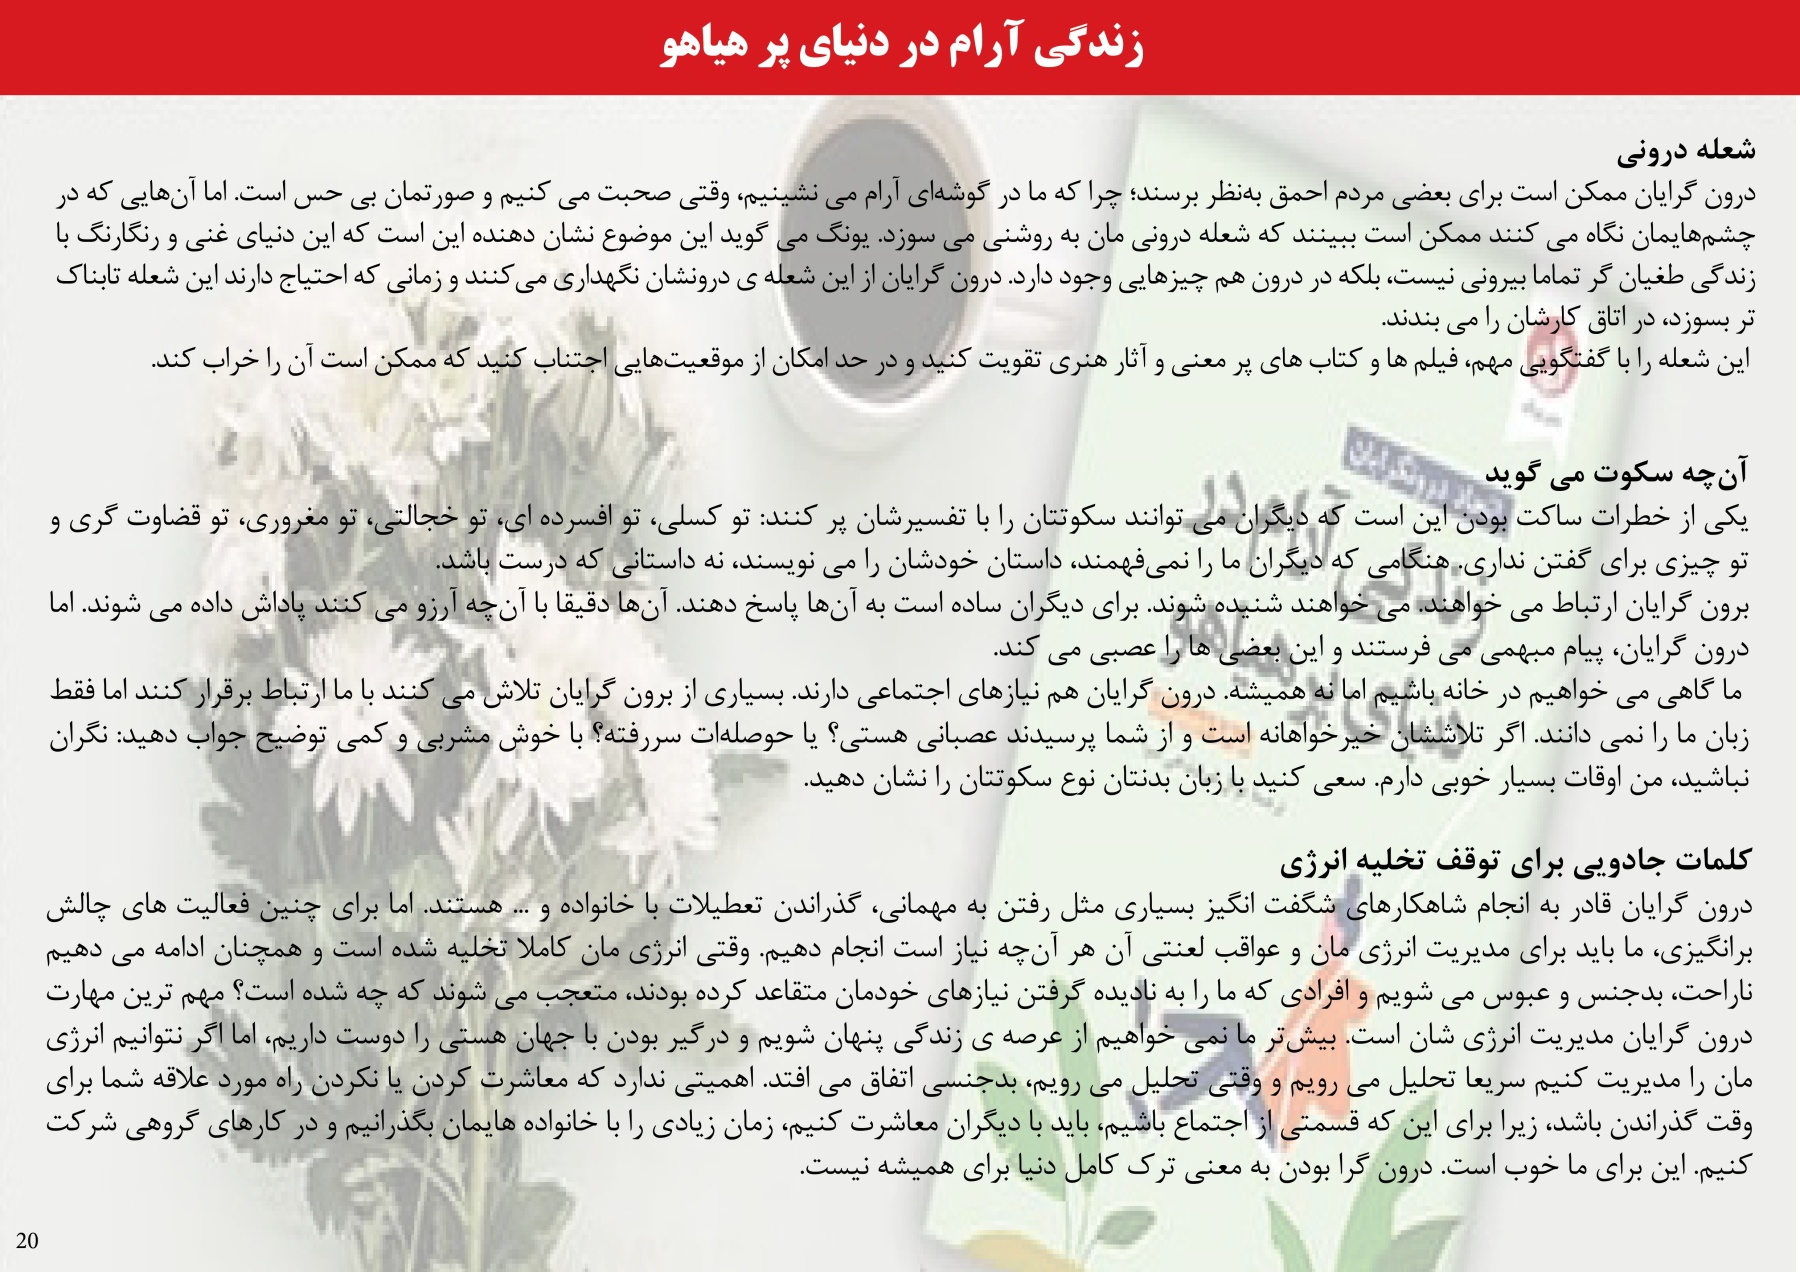 زندگی آرام در دنیای پر هیاهو
شعله درونی
درون گرایان ممکن است برای بعضی مردم احمق به‌نظر برسند؛ چرا که ما در گوشه‌ای آرام می نشینیم، وقتی صحبت می کنیم و صورتمان بی حس است. اما آن‌هایی که در
چشم‌هایمان نگاه می کنند ممکن است ببینند که شعله درونی مان به روشنی می سوزد. یونگ می گوید این موضوع نشان دهنده این است که این دنیای غنی و رنگارنگ با
زندگی طغیان گر تماما بیرونی نیست، بلکه در درون هم چیزهایی وجود دارد. درون گرایان از این شعله ی درونشان نگهداری می‌کنند و زمانی که احتیاج دارند این شعله تابناک
تر بسوزد، در اتاق کارشان را می بندند.
این شعله را با گفتگویی مهم، فیلم ها و کتاب های پر معنی و آثار هنری تقویت کنید و در حد امکان از موقعیت‌هایی اجتناب کنید که ممکن است آن را خراب کند.
آن‌چه سکوت می گوید
یکی از خطرات ساکت بودن این است که دیگران می توانند سکوتتان را با تفسیرشان پر کنند: تو کسلی، تو افسرده ای، تو خجالتی، تو مغروری، تو قضاوت گری و
تو چیزی برای گفتن نداری. هنگامی که دیگران ما را نمی‌فهمند، داستان خودشان را می نویسند، نه داستانی که درست باشد.
برون گرایان ارتباط می خواهند. می خواهند شنیده شوند. برای دیگران ساده است به آن‌ها پاسخ دهند. آن‌ها دقیقا با آن‌چه آرزو می کنند پاداش داده می شوند. اما
درون گرایان، پیام مبهمی می فرستند و این بعضی ها را عصبی می کند.
ما گاهی می خواهیم در خانه باشیم اما نه همیشه. درون گرایان هم نیازهای اجتماعی دارند. بسیاری از برون گرایان تلاش می کنند با ما ارتباط برقرار کنند اما فقط
زبان ما را نمی دانند. اگر تلاششان خیرخواهانه است و از شما پرسیدند عصبانی هستی؟ یا حوصله‌ات سررفته؟ با خوش مشربی و کمی توضیح جواب دهید: نگران
نباشید، من اوقات بسیار خوبی دارم. سعی کنید با زبان بدنتان نوع سکوتتان را نشان دهید.
کلمات جادویی برای توقف تخلیه انرژی
درون گرایان قادر به انجام شاهکارهای شگفت انگیز بسیاری مثل رفتن به مهمانی، گذراندن تعطیلات با خانواده و ... هستند. اما برای چنین فعالیت های چالش
برانگیزی، ما باید برای مدیریت انرژی مان و عواقب لعنتی آن هر آن‌چه نیاز است انجام دهیم. وقتی انرژی مان کاملا تخلیه شده است و همچنان ادامه می دهیم
ناراحت، بدجنس و عبوس می شویم و افرادی که ما را به نادیده گرفتن نیازهای خودمان متقاعد کرده بودند، متعجب می شوند که چه شده است؟ مهم ترین مهارت
درون گرایان مدیریت انرژی شان است. بیش‌تر ما نمی خواهیم از عرصه ی زندگی پنهان شویم و درگیر بودن با جهان هستی را دوست داریم، اما اگر نتوانیم انرژی
مان را مدیریت کنیم سریعا تحلیل می رویم و وقتی تحلیل می رویم، بدجنسی اتفاق می افتد. اهمیتی ندارد که معاشرت کردن یا نکردن راه مورد علاقه شما برای
وقت گذراندن باشد، زیرا برای این که قسمتی از اجتماع باشیم، باید با دیگران معاشرت کنیم، زمان زیادی را با خانواده هایمان بگذرانیم و در کارهای گروهی شرکت
کنیم. این برای ما خوب است. درون گرا بودن به معنی ترک کامل دنیا برای همیشه نیست.
20
زندگی آرام در
دنیای پر هیاهو